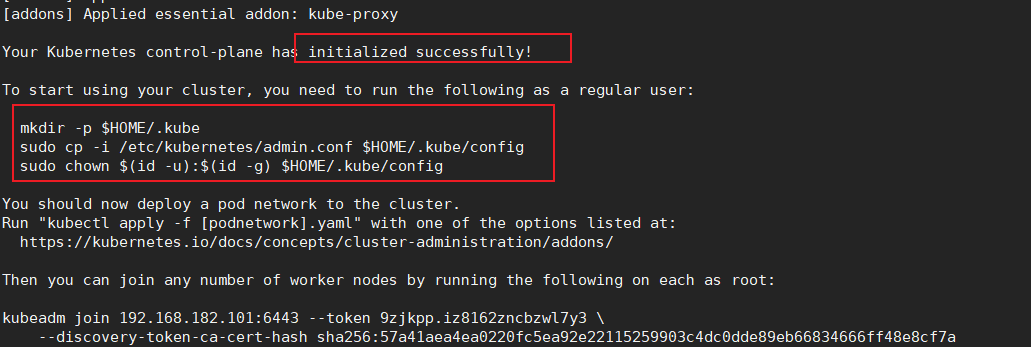 [addons] Applied essential addon: kube-proxy
Your Kubernetes control-plane has initialized successfully!
To start using your cluster, you need to run the following as a regular user:
mkdir -p $HOME/.kube
sudo cp -i /etc/kubernetes/admin.conf $HOME/.kube/config
sudo chown $(id -u):$(id -g) $HOME/.kube/config
You should now deploy a pod network to the cluster.
Run "kubectl apply -f [podnetwork].yaml" with one of the options listed at:
https://kubernetes.io/docs/concepts/cluster-administration/addons/
Then you can join any number of worker nodes by running the following on each as root:
kubeadm join 192.168.182.101:6443 --token 9zjkpp.iz8162zncbzwl7y3 \
--discovery-token-ca-cert-hash sha256:57a41aea4ea0220fc5ea92e22115259903c4dc0dde89eb66834666ff48e8cf7a